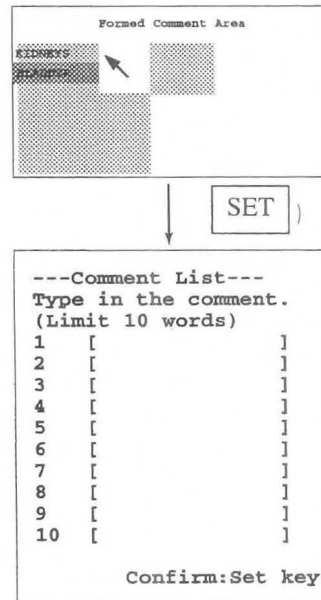 Formed Comment Area
KIDNEYS
BLADDER
SET )
---Comment List---
Type in the comment.
(Limit 10 words)
1 [ ]
2 [ ]
3 [ ]
4 [ ]
5 [ ]
6 [ ]
7 [ ]
8 [ ]
9 [ ]
10 [ ]
Confirm:Set key